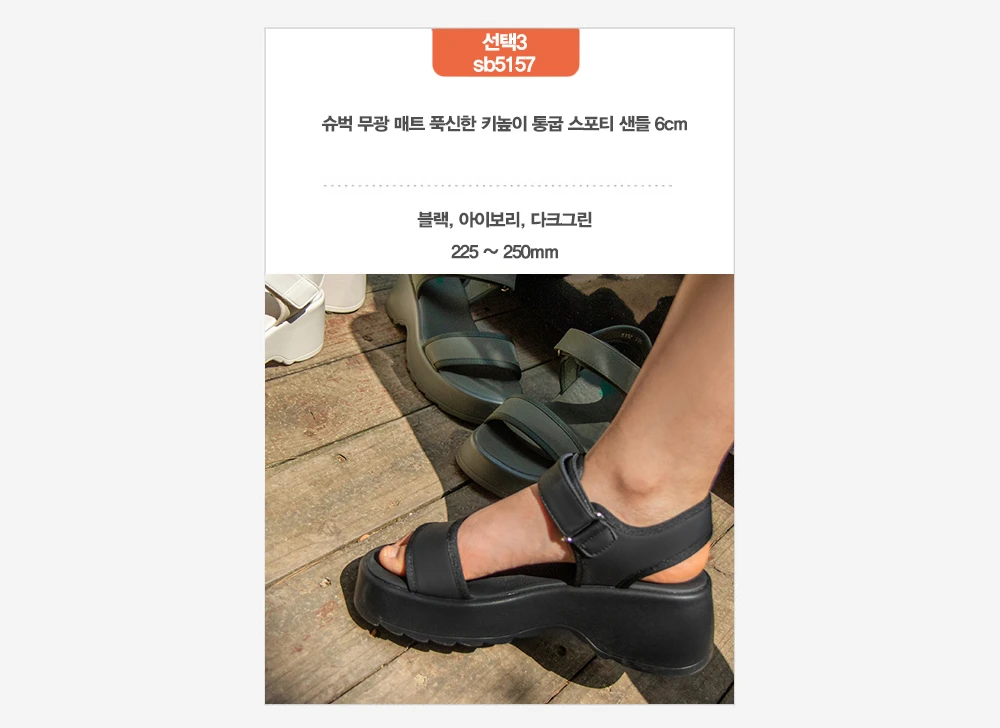 선택3
sb5157
슈벅 무광 매트 푹신한 키높이 통굽 스포티 샌들 6cm
블랙, 아이보리, 다크그린
225 ~ 250mm